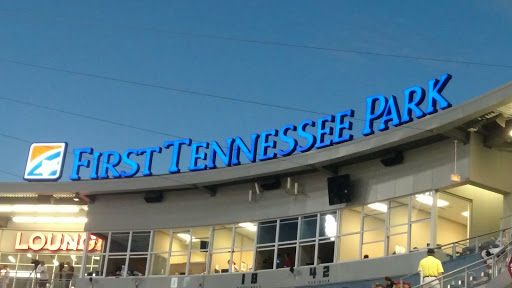 FIRST TENNESSEE PARK
LOUNGE
18 42